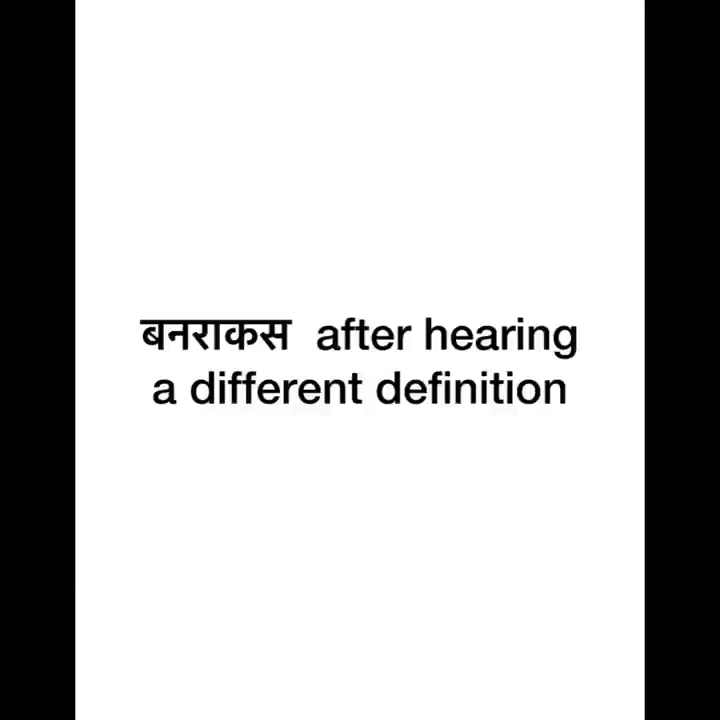 बनराकस after hearing
a different definition